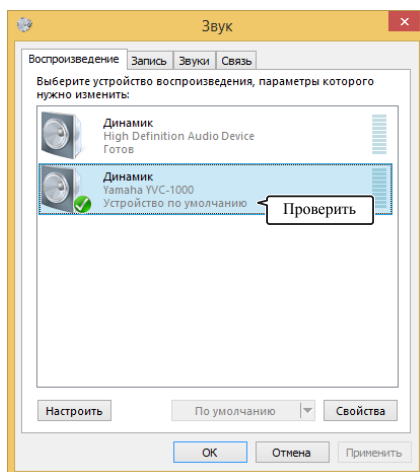 Звук
Воспроизведение Запись Звуки Связь
Выберите устройство воспроизведения, параметры которого
нужно изменить:
Динамик
High Definition Audio Device
Готов
Динамик
Yamaha YVC-1000
Устройство по умолчанию
Проверить
Настроить По умолчанию Свойства
ОК Отмена Применить